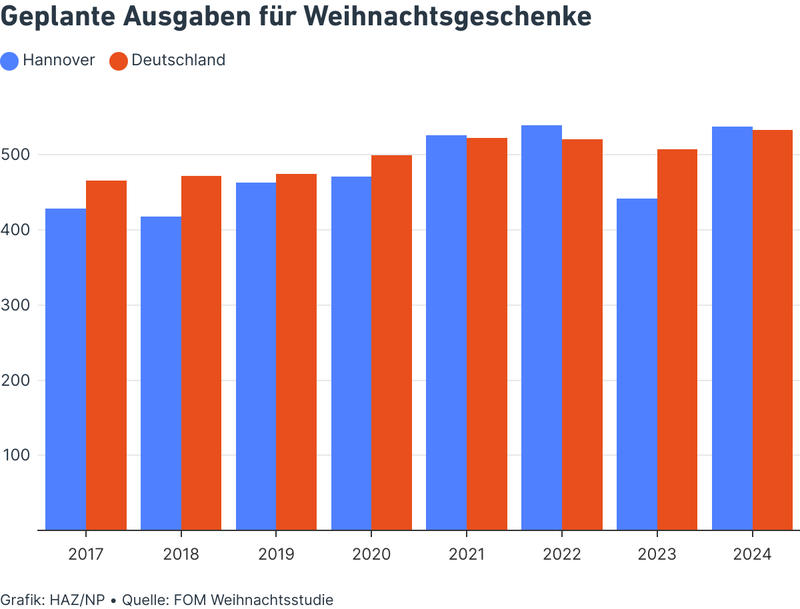 Geplante Ausgaben für Weihnachtsgeschenke
Hannover Deutschland
500
400
300
200
100
2017 2018 2019 2020 2021 2022 2023 2024
Grafik: HAZ/NP • Quelle: FOM Weihnachtsstudie